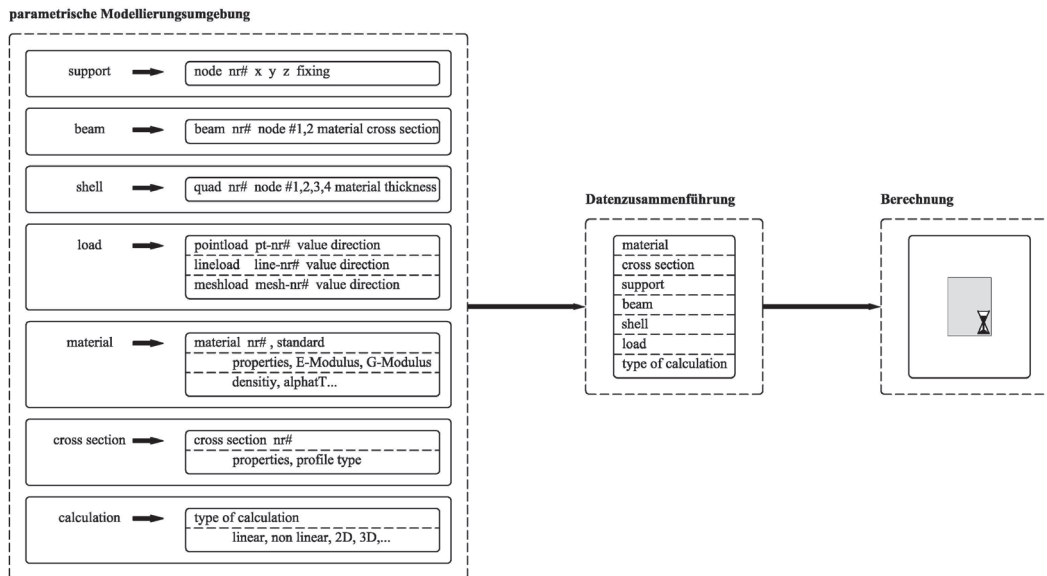 parametrische Modellierungsumgebung
support
node nr# x y z fixing
beam
beam nr# node #1,2 material cross section
shell
quad nr# node #1,2,3,4 material thickness
load
pointload pt-nr# value direction
lineload line-nr# value direction
meshload mesh-nr# value direction
material
material nr# , standard
properties, E-Modulus, G-Modulus
densitiy, alphatT...
cross section
cross section nr#
properties, profile type
calculation
type of calculation
linear, non linear, 2D, 3D,...
Datenzusammenführung
material
cross section
support
beam
shell
load
type of calculation
Berechnung